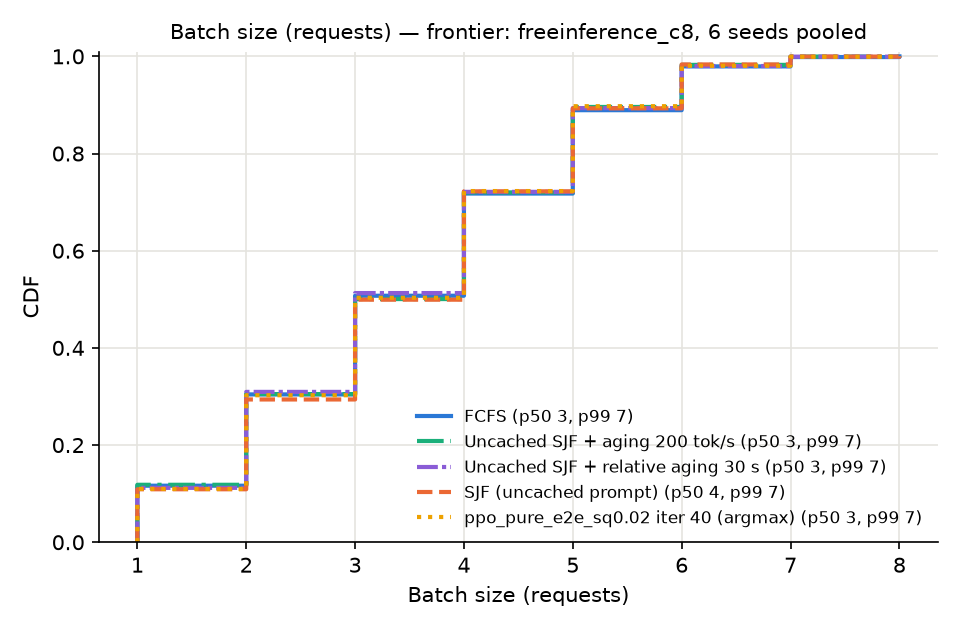 Batch size (requests) — frontier: freeinference_c8, 6 seeds pooled
1.0
0.8
0.6
0.4
0.2
0.0
CDF
FCFS (p50 3, p99 7)
Uncached SJF + aging 200 tok/s (p50 3, p99 7)
Uncached SJF + relative aging 30 s (p50 3, p99 7)
SJF (uncached prompt) (p50 4, p99 7)
ppo_pure_e2e_sq0.02 iter 40 (argmax) (p50 3, p99 7)
1 2 3 4 5 6 7 8
Batch size (requests)